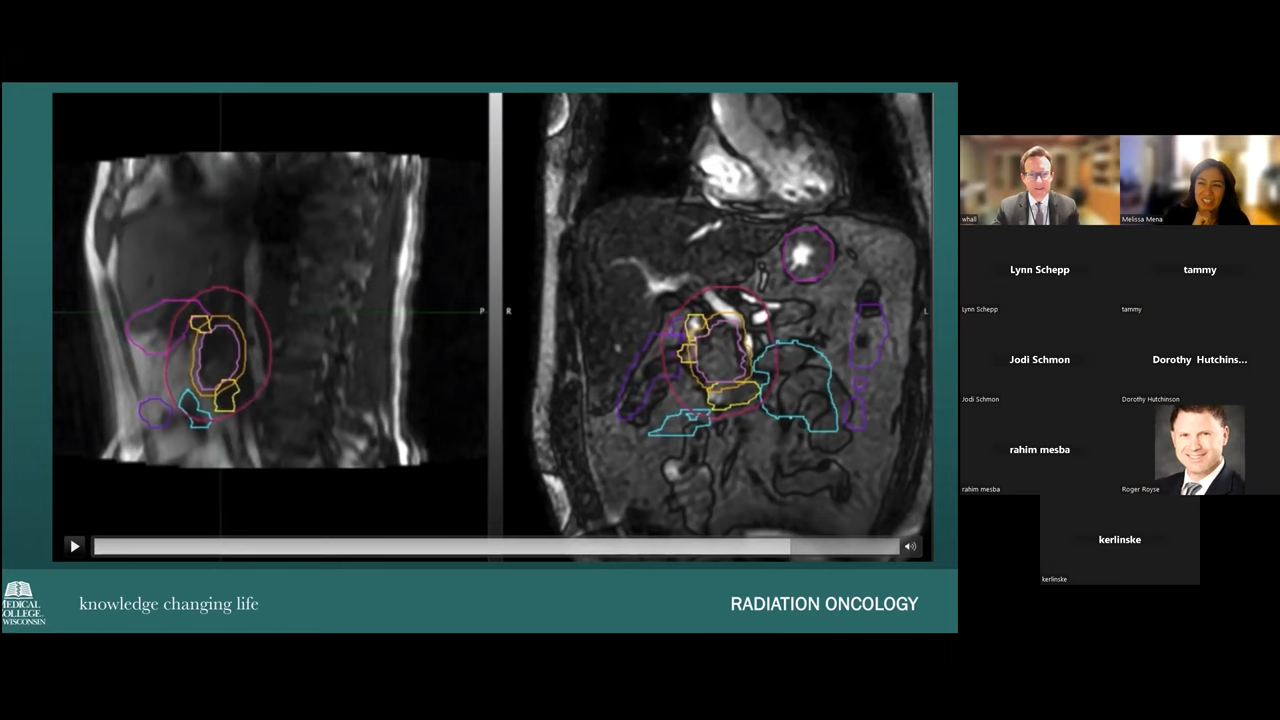 P
R
L
MEDICAL
COLLEGE
WISCONSIN
knowledge changing life
RADIATION ONCOLOGY
whall
Melissa Mena
Lynn Schepp
Lynn Schepp
tammy
tammy
Jodi Schmon
Jodi Schmon
Dorothy Hutchins...
Dorothy Hutchinson
rahim mesba
rahim mesba
Roger Royse
kerlinske
kerlinske